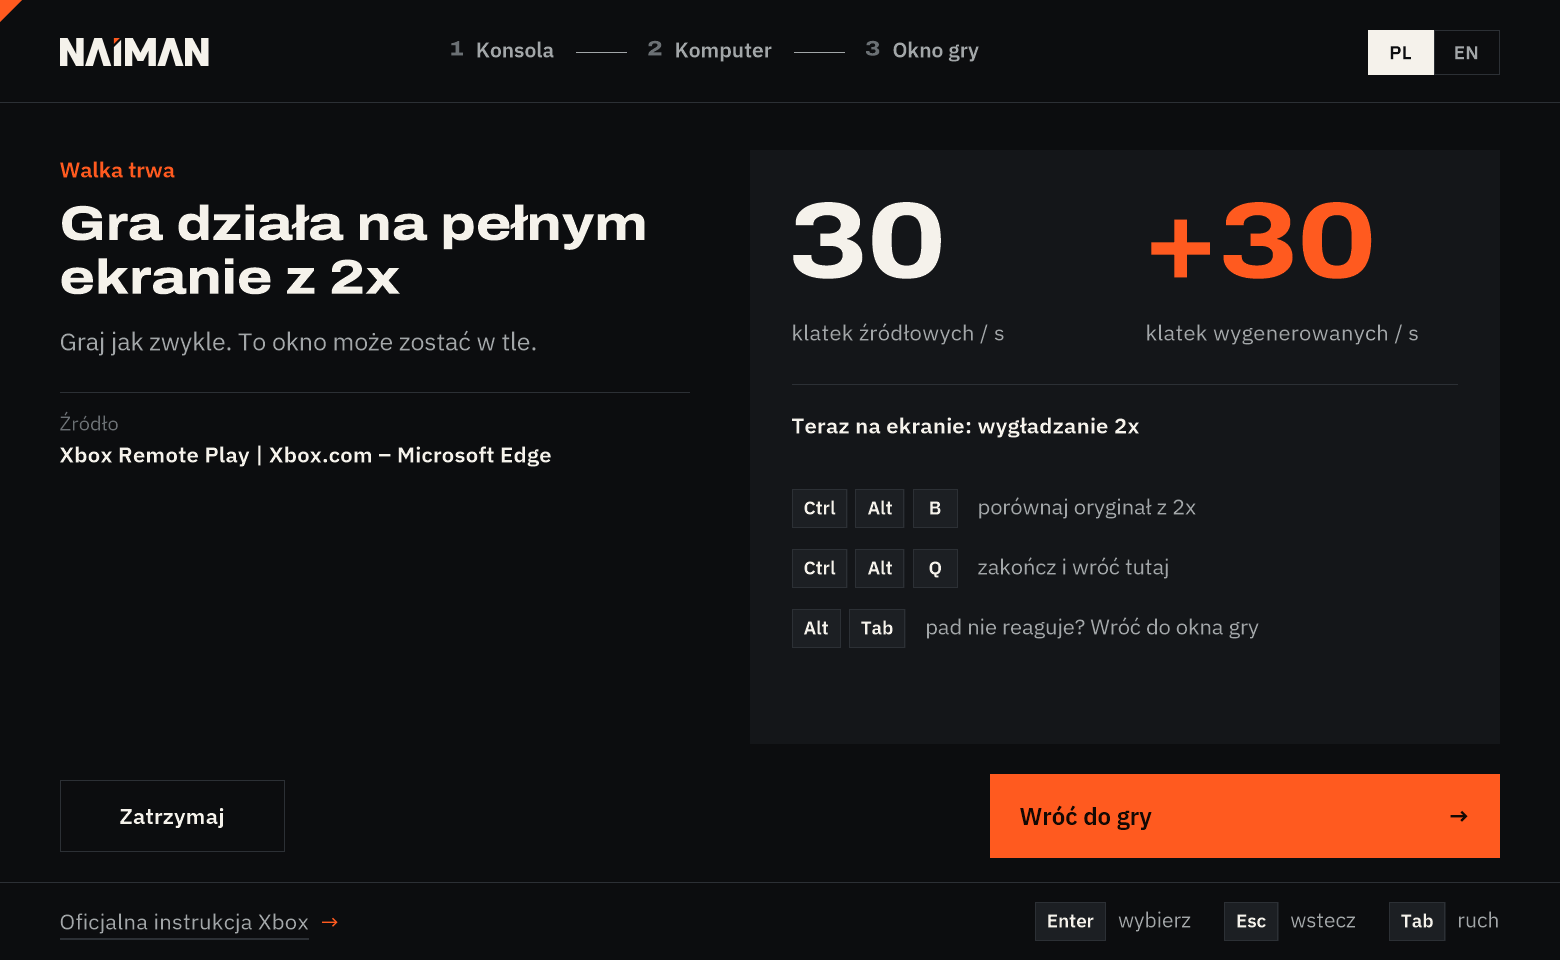 NAIMAN
1 Konsola
2 Komputer
3 Okno gry
PL
EN
Walka trwa
Gra działa na pełnym
ekranie z 2x
Graj jak zwykle. To okno może zostać w tle.
Źródło
Xbox Remote Play | Xbox.com – Microsoft Edge
30
klatek źródłowych / s
+30
klatek wygenerowanych / s
Teraz na ekranie: wygładzanie 2x
Ctrl Alt B porównaj oryginał z 2x
Ctrl Alt Q zakończ i wróć tutaj
Alt Tab pad nie reaguje? Wróć do okna gry
Zatrzymaj
Wróć do gry →
Oficjalna instrukcja Xbox →
Enter wybierz
Esc wstecz
Tab ruch